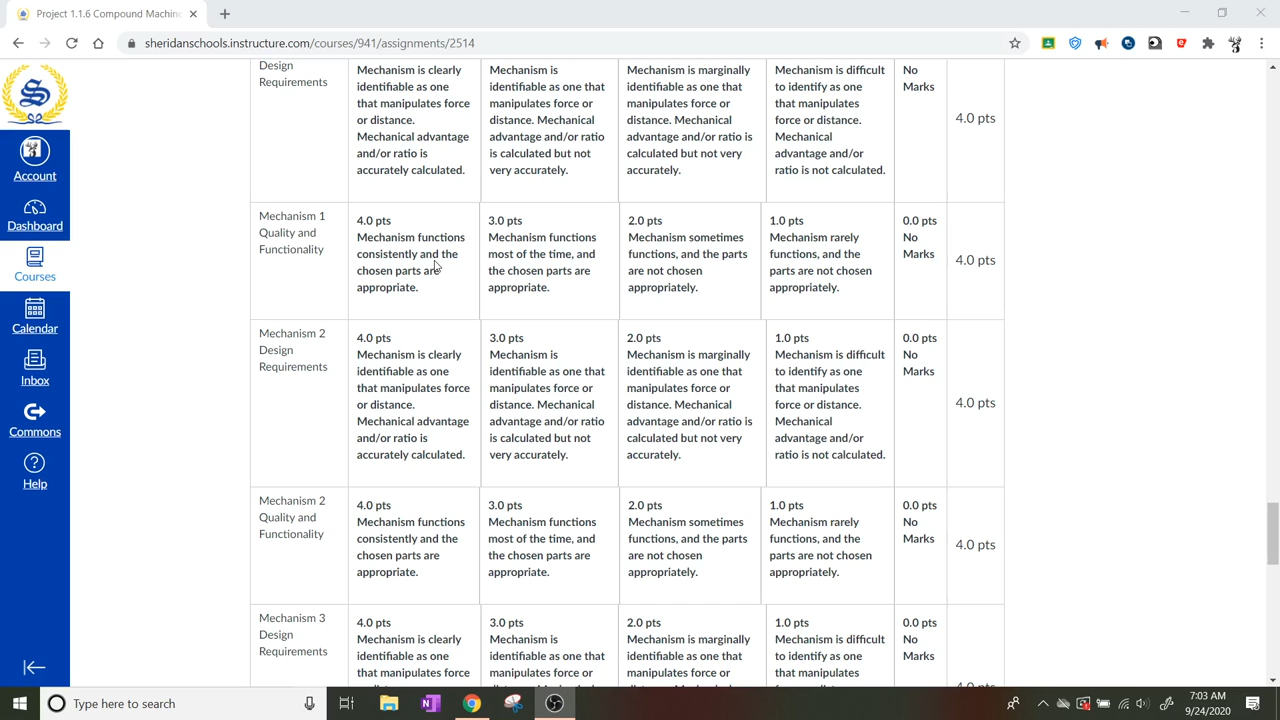 Project 1.1.6 Compound Machin
sheridanschools.instructure.com/courses/941/assignments/2514
S
Account
Dashboard
Courses
Calendar
Inbox
Commons
Help
Design
Requirements
Mechanism is clearly
identifiable as one
that manipulates force
or distance.
Mechanical advantage
and/or ratio is
accurately calculated.
Mechanism is
identifiable as one that
manipulates force or
distance. Mechanical
advantage and/or ratio
is calculated but not
very accurately.
Mechanism is marginally
identifiable as one that
manipulates force or
distance. Mechanical
advantage and/or ratio is
calculated but not very
accurately.
Mechanism is difficult
to identify as one
that manipulates
force or distance.
Mechanical
advantage and/or
ratio is not calculated.
No
Marks
4.0 pts
Mechanism 1
Quality and
Functionality
4.0 pts
Mechanism functions
consistently and the
chosen parts are
appropriate.
3.0 pts
Mechanism functions
most of the time, and
the chosen parts are
appropriate.
2.0 pts
Mechanism sometimes
functions, and the parts
are not chosen
appropriately.
1.0 pts
Mechanism rarely
functions, and the
parts are not chosen
appropriately.
0.0 pts
No
Marks
4.0 pts
Mechanism 2
Design
Requirements
4.0 pts
Mechanism is clearly
identifiable as one
that manipulates force
or distance.
Mechanical advantage
and/or ratio is
accurately calculated.
3.0 pts
Mechanism is
identifiable as one that
manipulates force or
distance. Mechanical
advantage and/or ratio
is calculated but not
very accurately.
2.0 pts
Mechanism is marginally
identifiable as one that
manipulates force or
distance. Mechanical
advantage and/or ratio is
calculated but not very
accurately.
1.0 pts
Mechanism is difficult
to identify as one
that manipulates
force or distance.
Mechanical
advantage and/or
ratio is not calculated.
0.0 pts
No
Marks
4.0 pts
Mechanism 2
Quality and
Functionality
4.0 pts
Mechanism functions
consistently and the
chosen parts are
appropriate.
3.0 pts
Mechanism functions
most of the time, and
the chosen parts are
appropriate.
2.0 pts
Mechanism sometimes
functions, and the parts
are not chosen
appropriately.
1.0 pts
Mechanism rarely
functions, and the
parts are not chosen
appropriately.
0.0 pts
No
Marks
4.0 pts
Mechanism 3
Design
Requirements
4.0 pts
Mechanism is clearly
identifiable as one
that manipulates force
3.0 pts
Mechanism is
identifiable as one that
manipulates force or
2.0 pts
Mechanism is marginally
identifiable as one that
manipulates force or
1.0 pts
Mechanism is difficult
to identify as one
that manipulates
0.0 pts
No
Marks
Type here to search
7:03 AM
9/24/2020